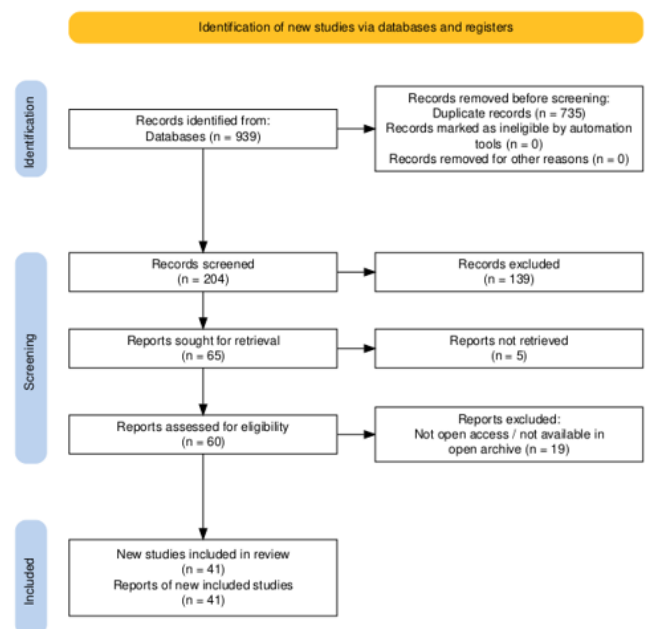 Identification of new studies via databases and registers
Identification
Records identified from:
Databases (n = 939)
Records removed before screening:
Duplicate records (n = 735)
Records marked as ineligible by automation
tools (n = 0)
Records removed for other reasons (n = 0)
Screening
Records screened
(n = 204)
Records excluded
(n = 139)
Reports sought for retrieval
(n = 65)
Reports not retrieved
(n = 5)
Reports assessed for eligibility
(n = 60)
Reports excluded:
Not open access / not available in
open archive (n = 19)
Included
New studies included in review
(n = 41)
Reports of new included studies
(n = 41)